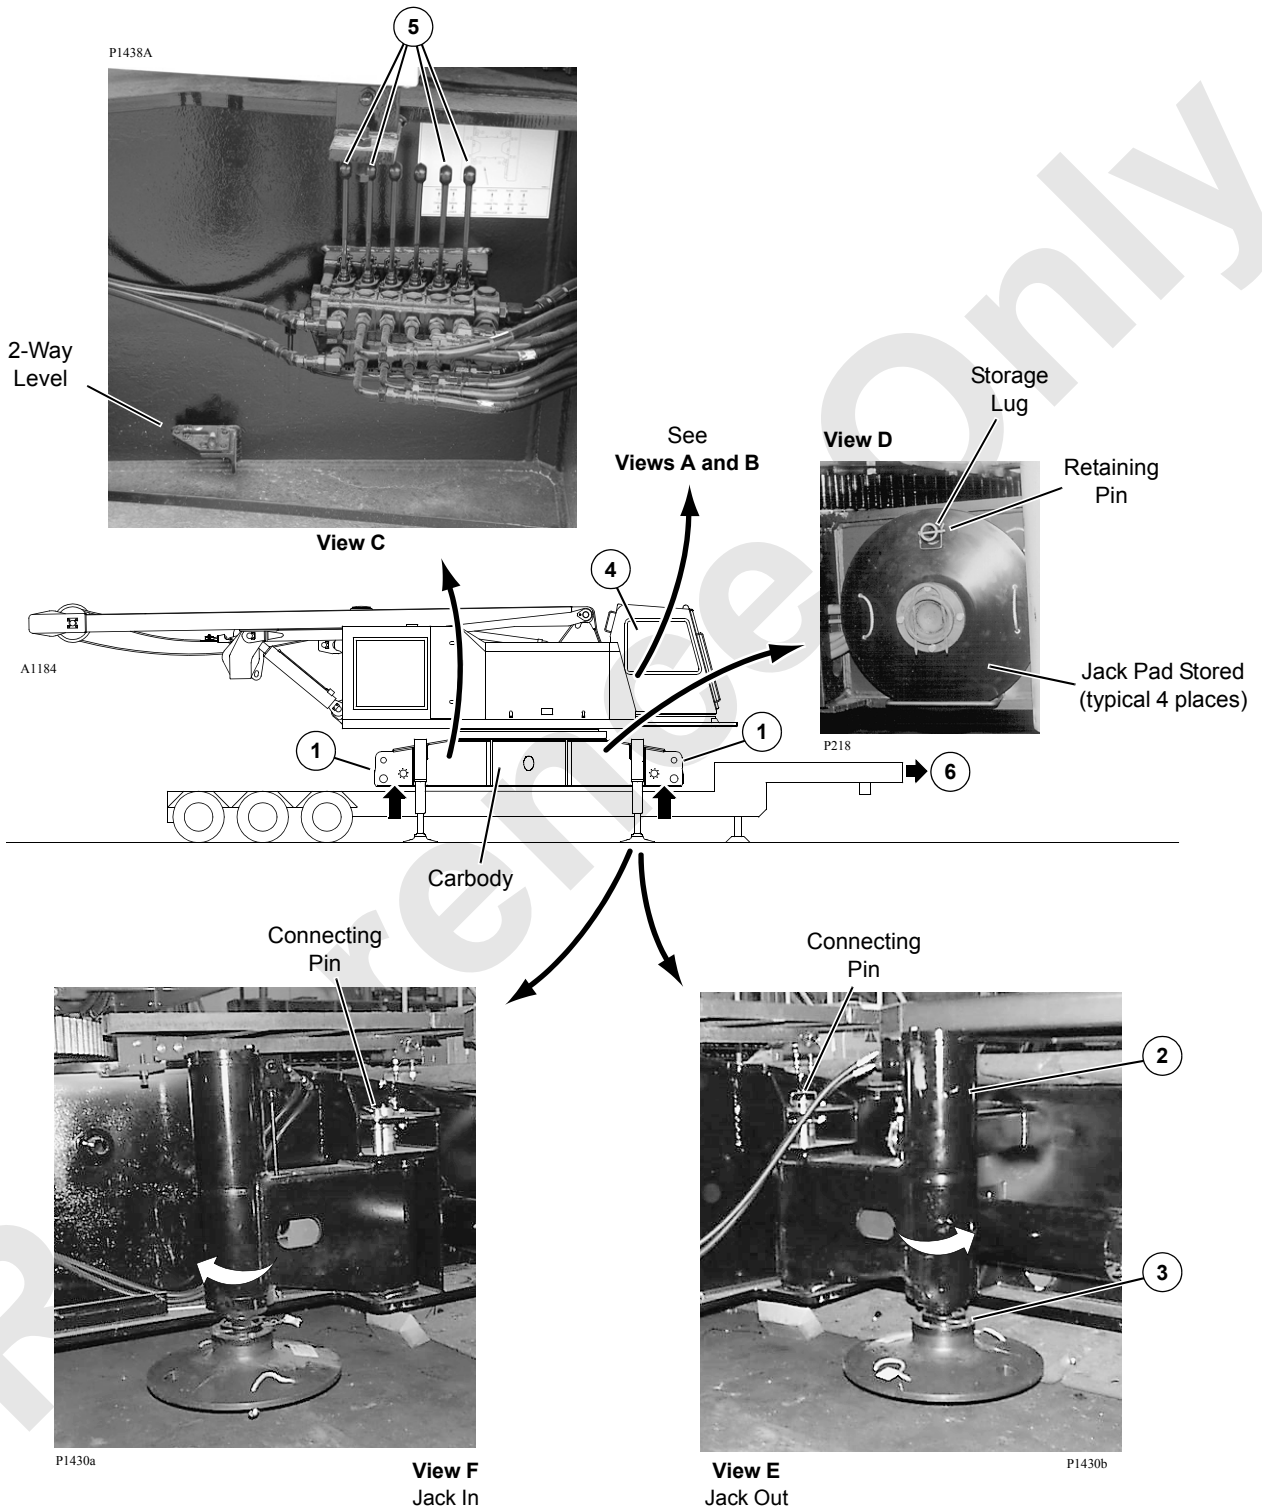 5
P1438A
2-Way
Level
View C
See
Views A and B
View D
Storage
Lug
Retaining
Pin
Jack Pad Stored
(typical 4 places)
P218
4
A1184
1
1
6
Carbody
Connecting
Pin
Connecting
Pin
2
3
P1430a
View F
Jack In
View E
Jack Out
P1430b
rence Only
R